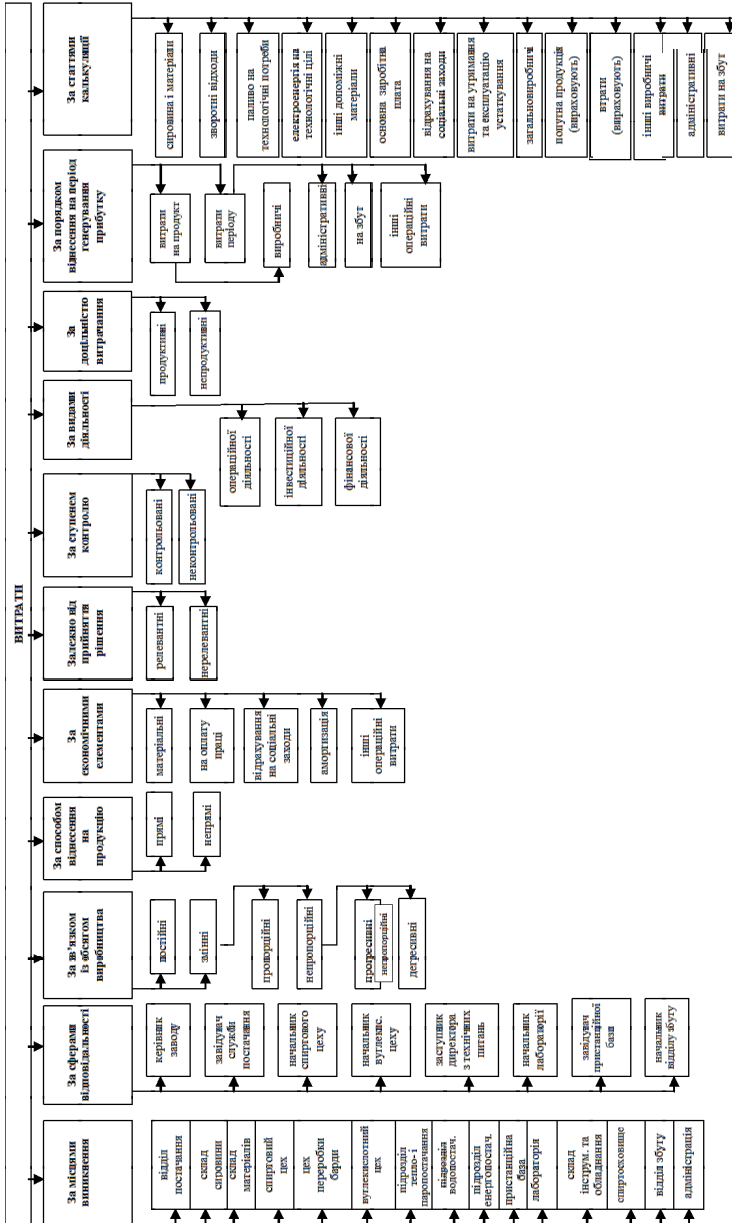 ВИТРАТИ
За місцями
виникнення
відділ
постачання
склад
сировини
склад
матеріалів
спиртовий
цех
цех
переробки
барди
вуглекислотний
цех
підрозділ
тепло-і
паропостачання
підрозділ
водопостач.
підрозділ
енергопостач.
пристанційна
база
лабораторія
склад
інструм. та
обладнання
спиртосховище
відділ збуту
адміністрація
За сферами
відповідальності
керівник
заводу
завідувач
служби
постачання
начальник
спиртового
цеху
начальник
вуглекис.
цеху
заступник
директора
з технічних
питань
начальник
лабораторії
завідувач
пристанційної
бази
начальник
відділу збуту
За зв’язком
із обсягом
виробництва
постійні
змінні
пропорційні
непропорційні
прогресивні
непропорційні
дегресивні
За способом
віднесення
на
продукцію
прямі
непрямі
За
економічними
елементами
матеріальні
на оплату
праці
відрахування
на соціальні
заходи
амортизація
інші
операційні
витрати
Залежно від
прийняття
рішення
релевантні
нерелевантні
За ступенем
контролю
контрольовані
неконтрольовані
За видами
діяльності
операційної
діяльності
інвестиційної
діяльності
фінансової
діяльності
За
доцільністю
витрачання
продуктивні
непродуктивні
За порядком
віднесення на період
генерування
прибутку
витрати
на продукт
витрати
періоду
виробничі
адміністративні
на збут
інші
операційні
витрати
За статтями
калькуляції
сировина і матеріали
зворотні відходи
паливо на
технологічні потреби
електроенергія на
технологічні цілі
інші допоміжні
матеріали
основна заробітна
плата
відрахування на
соціальні заходи
витрати на утримання
та експлуатацію
устаткування
загальновиробничі
попутна продукція
(вираховують)
втрати
(вираховують)
інші виробничі
витрати
адміністративні
витрати на збут